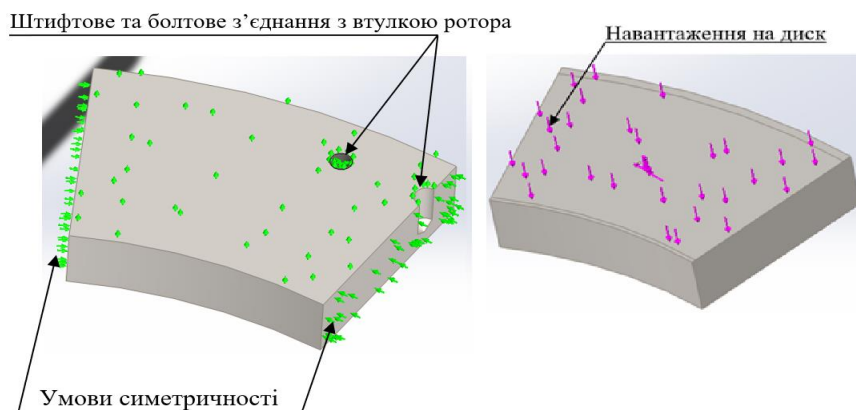 Штифтове та болтове з’єднання з втулкою ротора
Навантаження на диск
Умови симетричності